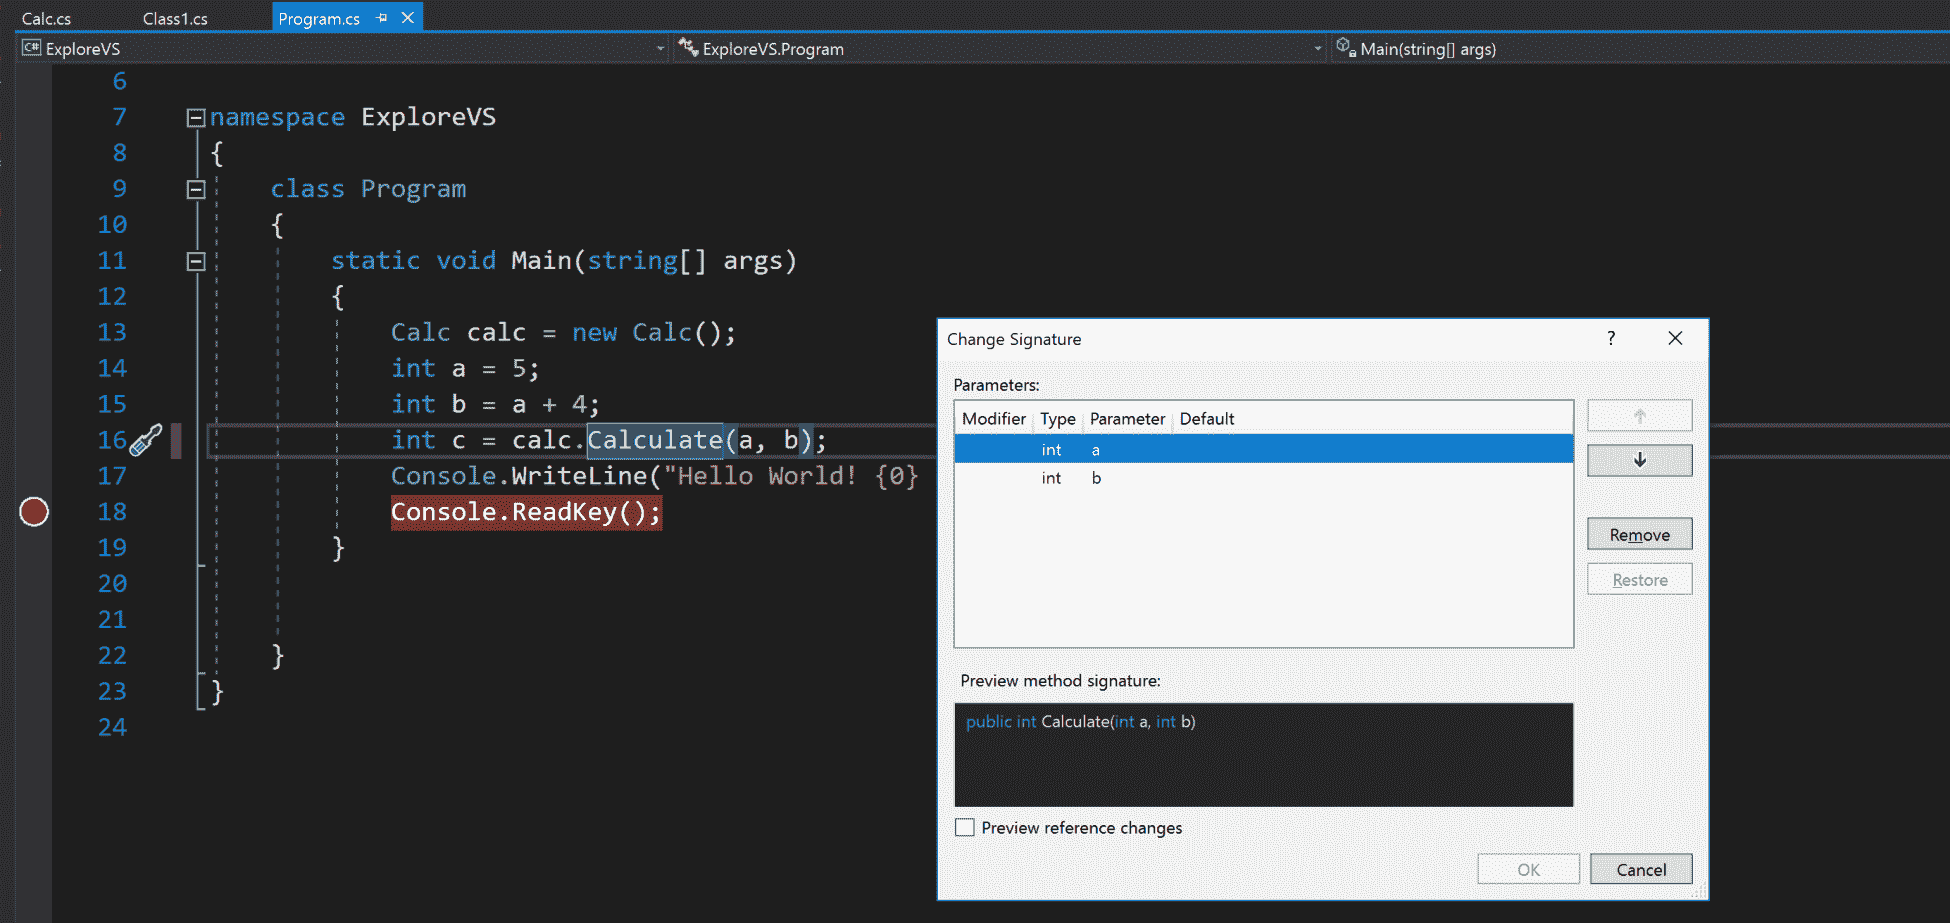 Calc.cs Class1.cs Program.cs
C# ExploreVS ExploreVS.Program Main(string[] args)
6
7 namespace ExploreVS
8 {
9 class Program
10 {
11 static void Main(string[] args)
12 {
13 Calc calc = new Calc();
14 int a = 5;
15 int b = a + 4;
16 int c = calc.Calculate(a, b);
17 Console.WriteLine("Hello World! {0}
18 Console.ReadKey();
19 }
20
21
22 }
23 }
24
Change Signature ?
Parameters:
Modifier Type Parameter Default
int a
int b
Remove
Restore
Preview method signature:
public int Calculate(int a, int b)
Preview reference changes
OK Cancel